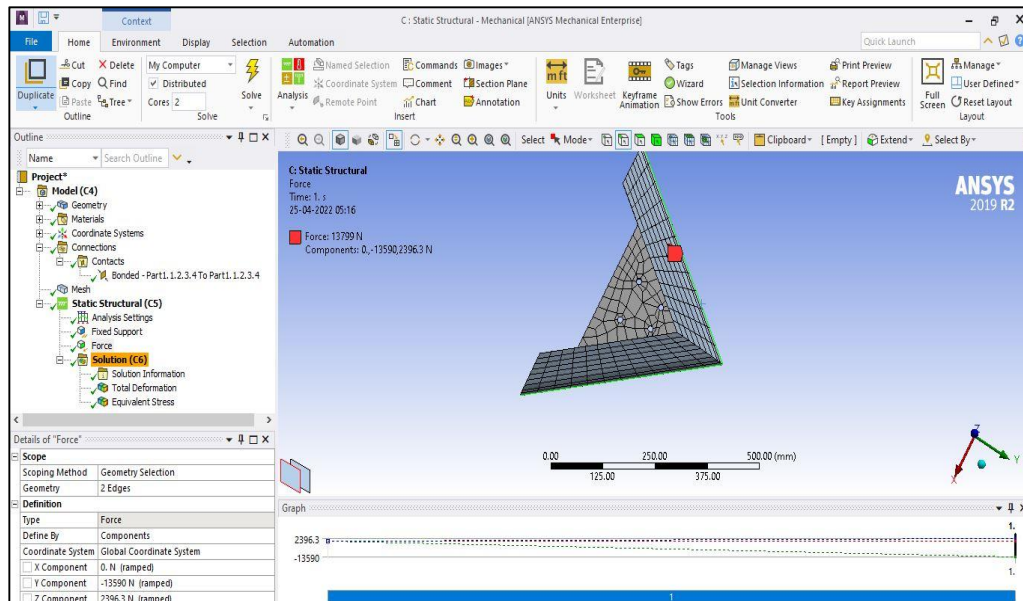 M
Context
C : Static Structural - Mechanical [ANSYS Mechanical Enterprise]
File Home Environment Display Selection Automation
Quick Launch
Duplicate
Cut Delete
Copy Find
Paste Tree
Outline
My Computer
Distributed
Cores 2
Solve
Solve
Analysis
Named Selection Commands Images
Coordinate System Comment Section Plane
Remote Point Chart Annotation
Insert
Units Worksheet Keyframe Animation
Tags Manage Views Print Preview
Wizard Selection Information Report Preview
Show Errors Unit Converter Key Assignments
Tools
Full Screen
Manage
User Defined
Reset Layout
Layout
Outline
Name Search Outline
Select Mode Clipboard [ Empty ] Extend Select By
Project*
Model (C4)
Geometry
Materials
Coordinate Systems
Connections
Contacts
Bonded - Part1.1.2.3.4 To Part1.1.2.3.4
Mesh
Static Structural (C5)
Analysis Settings
Fixed Support
Force
Solution (C6)
Solution Information
Total Deformation
Equivalent Stress
C: Static Structural
Force
Time: 1. s
25-04-2022 05:16
Force: 13799 N
Components: 0.,-13590,2396.3 N
ANSYS
2019 R2
0.00 250.00 500.00 (mm)
125.00 375.00
Z
Y
X
Details of "Force"
Scope
Scoping Method Geometry Selection
Geometry 2 Edges
Definition
Type Force
Define By Components
Coordinate System Global Coordinate System
X Component 0. N (ramped)
Y Component -13590 N (ramped)
Z Component 2396.3 N (ramped)
Graph
1.
2396.3
-13590
1.
1